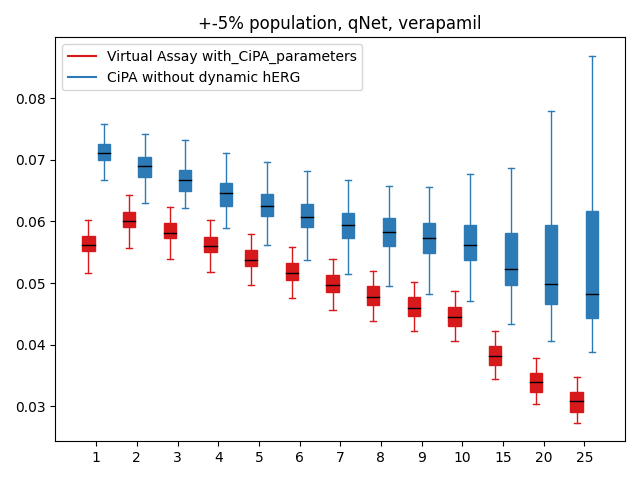 +-5% population, qNet, verapamil
Virtual Assay with_CiPA_parameters
CiPA without dynamic hERG
0.08
0.07
0.06
0.05
0.04
0.03
1 2 3 4 5 6 7 8 9 10 15 20 25